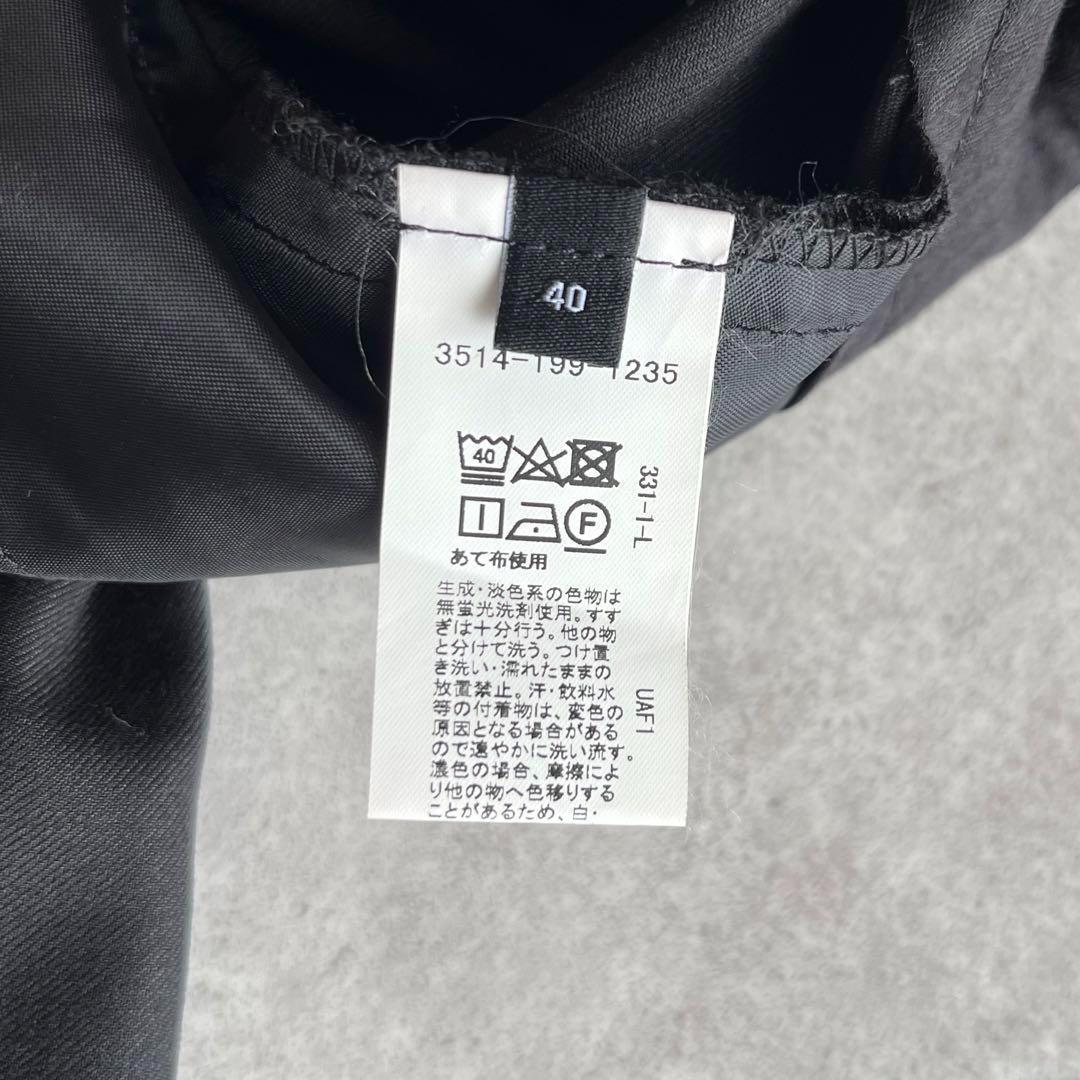 40
3514-199-1235
40
F
あて布使用
生成・淡色系の色物は
無蛍光洗剤使用。すす
ぎは十分行う。他の物
と分けて洗う。つけ置
き洗い・濡れたままの
放置禁止。汗・飲料水
等の付着物は、変色の
原因となる場合がある
ので速やかに洗い流す。
濃色の場合、摩擦によ
り他の物へ色移りする
ことがあるため、白・
331-1-L
UAF1